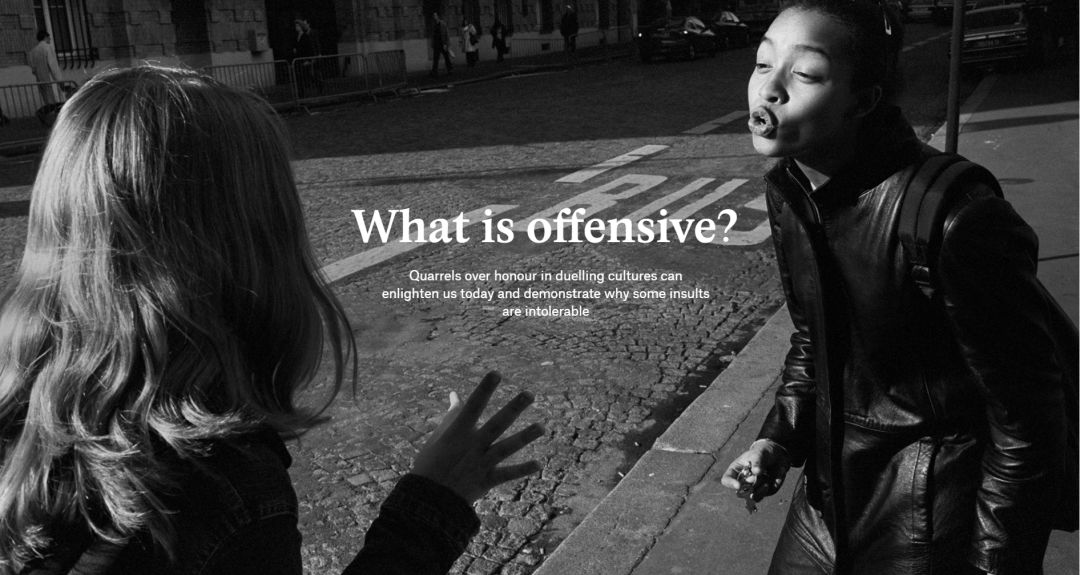 BUS
What is offensive?
Quarrels over honour in duelling cultures can
enlighten us today and demonstrate why some insults
are intolerable